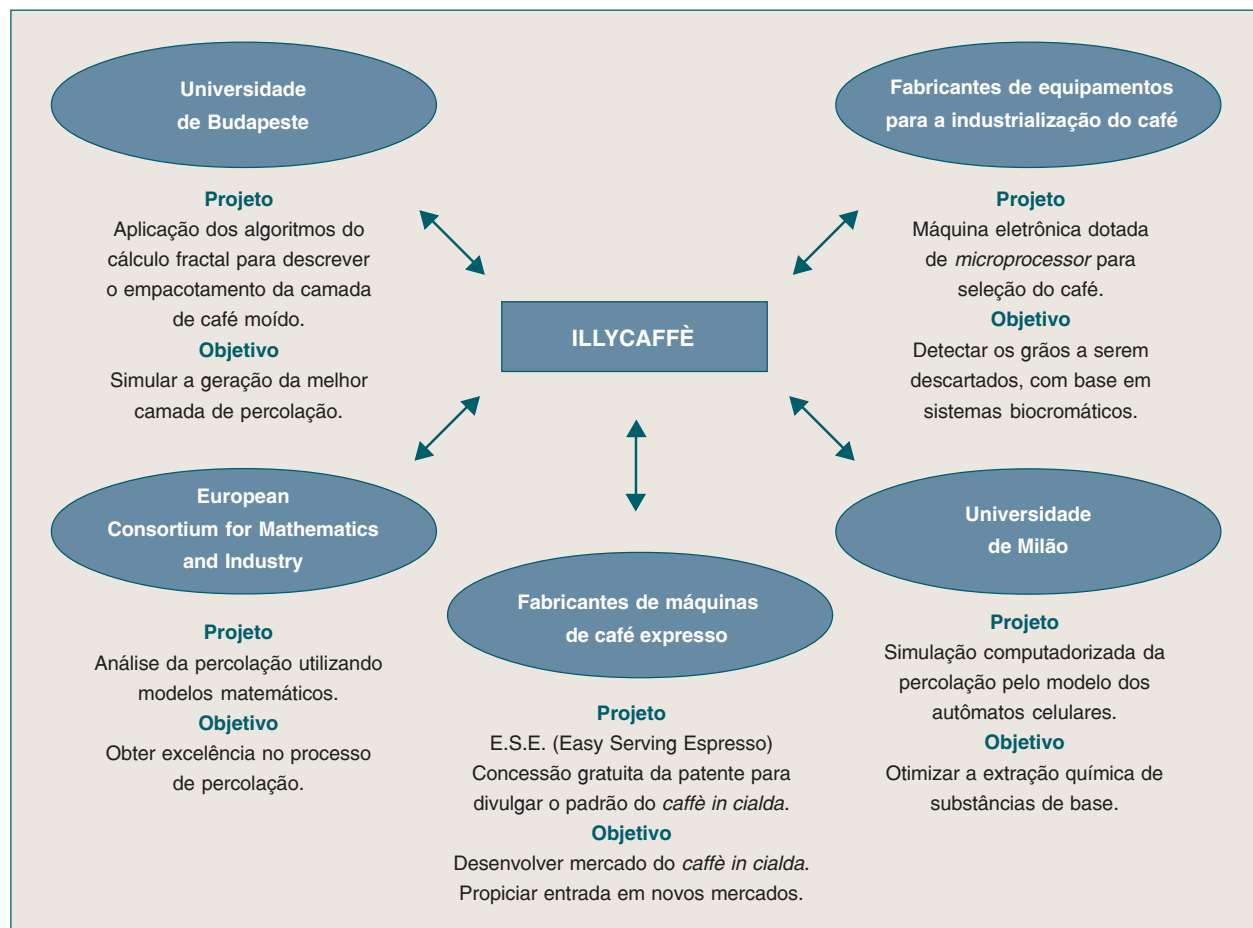 Universidade
de Budapeste
Projeto
Aplicação dos algoritmos do
cálculo fractal para descrever
o empacotamento da camada
de café moído.
Objetivo
Simular a geração da melhor
camada de percolação.
Fabricantes de equipamentos
para a industrialização do café
Projeto
Máquina eletrônica dotada
de microprocessor para
seleção do café.
Objetivo
Detectar os grãos a serem
descartados, com base em
sistemas biocromáticos.
ILLYCAFFÈ
European
Consortium for Mathematics
and Industry
Projeto
Análise da percolação utilizando
modelos matemáticos.
Objetivo
Obter excelência no processo
de percolação.
Fabricantes de máquinas
de café expresso
Projeto
E.S.E. (Easy Serving Espresso)
Concessão gratuita da patente para
divulgar o padrão do caffè in cialda.
Objetivo
Desenvolver mercado do caffè in cialda.
Propiciar entrada em novos mercados.
Universidade
de Milão
Projeto
Simulação computadorizada da
percolação pelo modelo dos
autômatos celulares.
Objetivo
Otimizar a extração química de
substâncias de base.